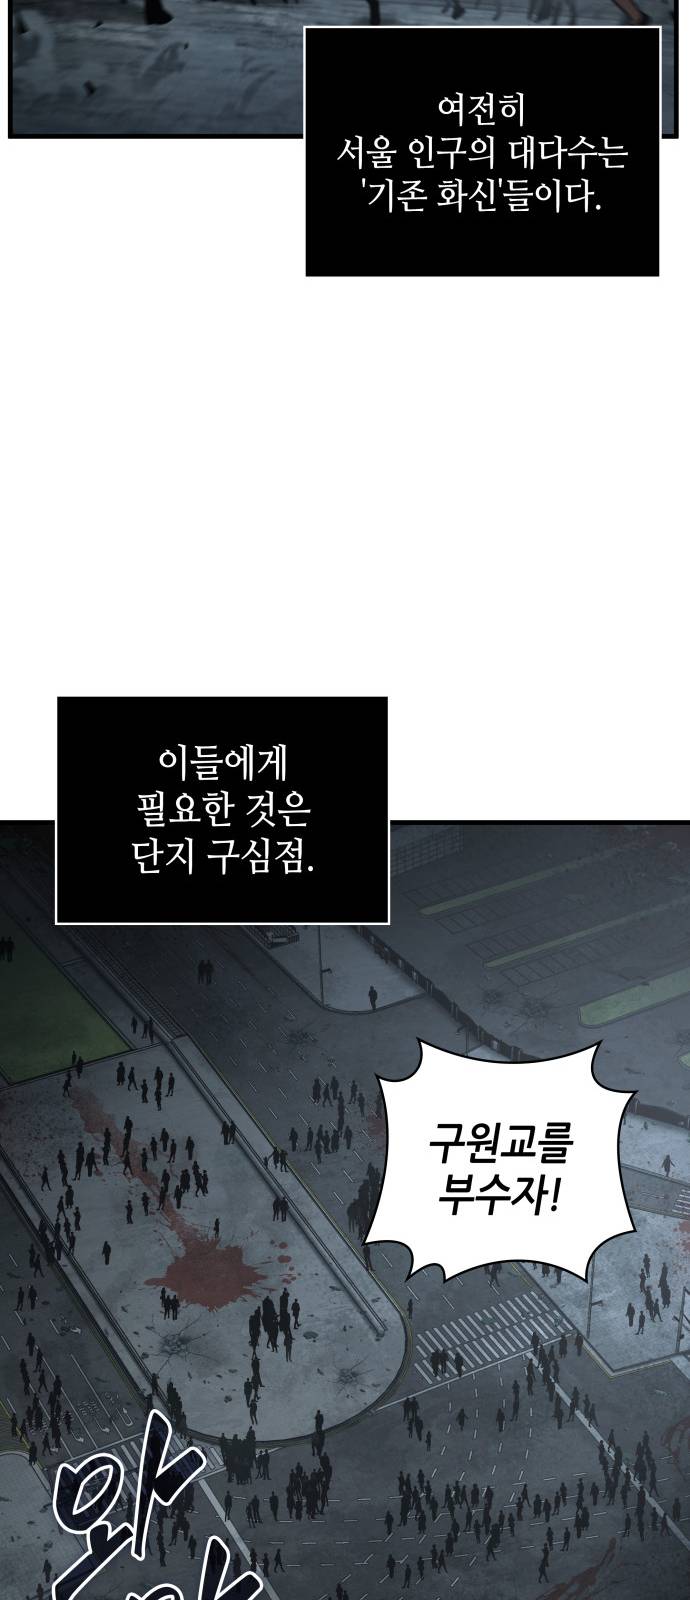 여전히
서울 인구의 대다수는
'기존 화신'들이다.
이들에게
필요한 것은
단지 구심점.
구원교를
부수자!
와